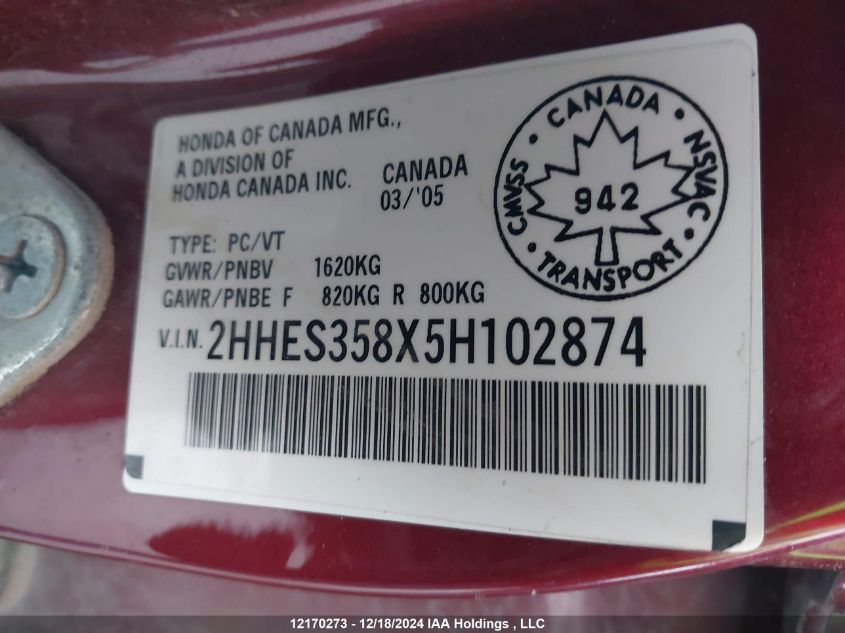 HONDA OF CANADA MFG.,
A DIVISION OF
HONDA CANADA INC.
CANADA
03/'05
TYPE: PC/VT
GVWR/PNBV 1620KG
GAWR/PNBE F 820KG R 800KG
V.I.N. 2HHES358X5H102874
CANADA
CMVSS
NSVAC
942
TRANSPORT
12170273 - 12/18/2024 IAA Holdings , LLC